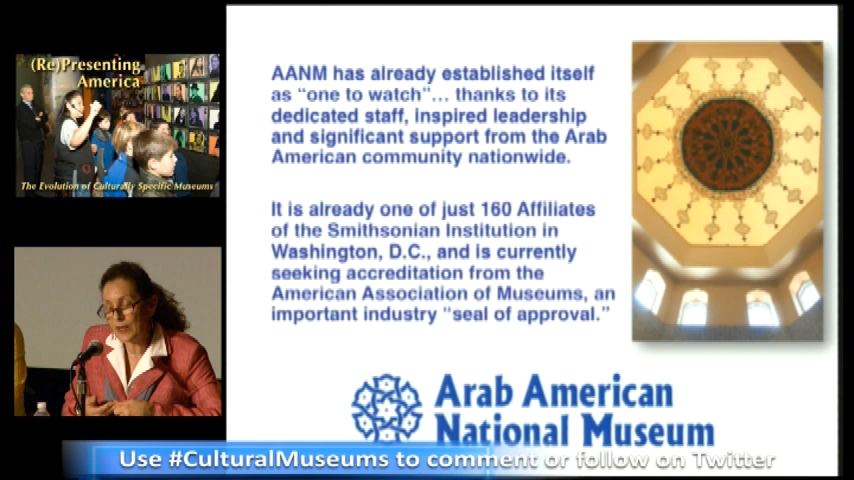 (Re)Presenting
America
The Evolution of Culturally Specific Museums
AANM has already established itself
as “one to watch”... thanks to its
dedicated staff, inspired leadership
and significant support from the Arab
American community nationwide.
It is already one of just 160 Affiliates
of the Smithsonian Institution in
Washington, D.C., and is currently
seeking accreditation from the
American Association of Museums, an
important industry “seal of approval.”
Arab American
National Museum
Use #CulturalMuseums to comment or follow on Twitter